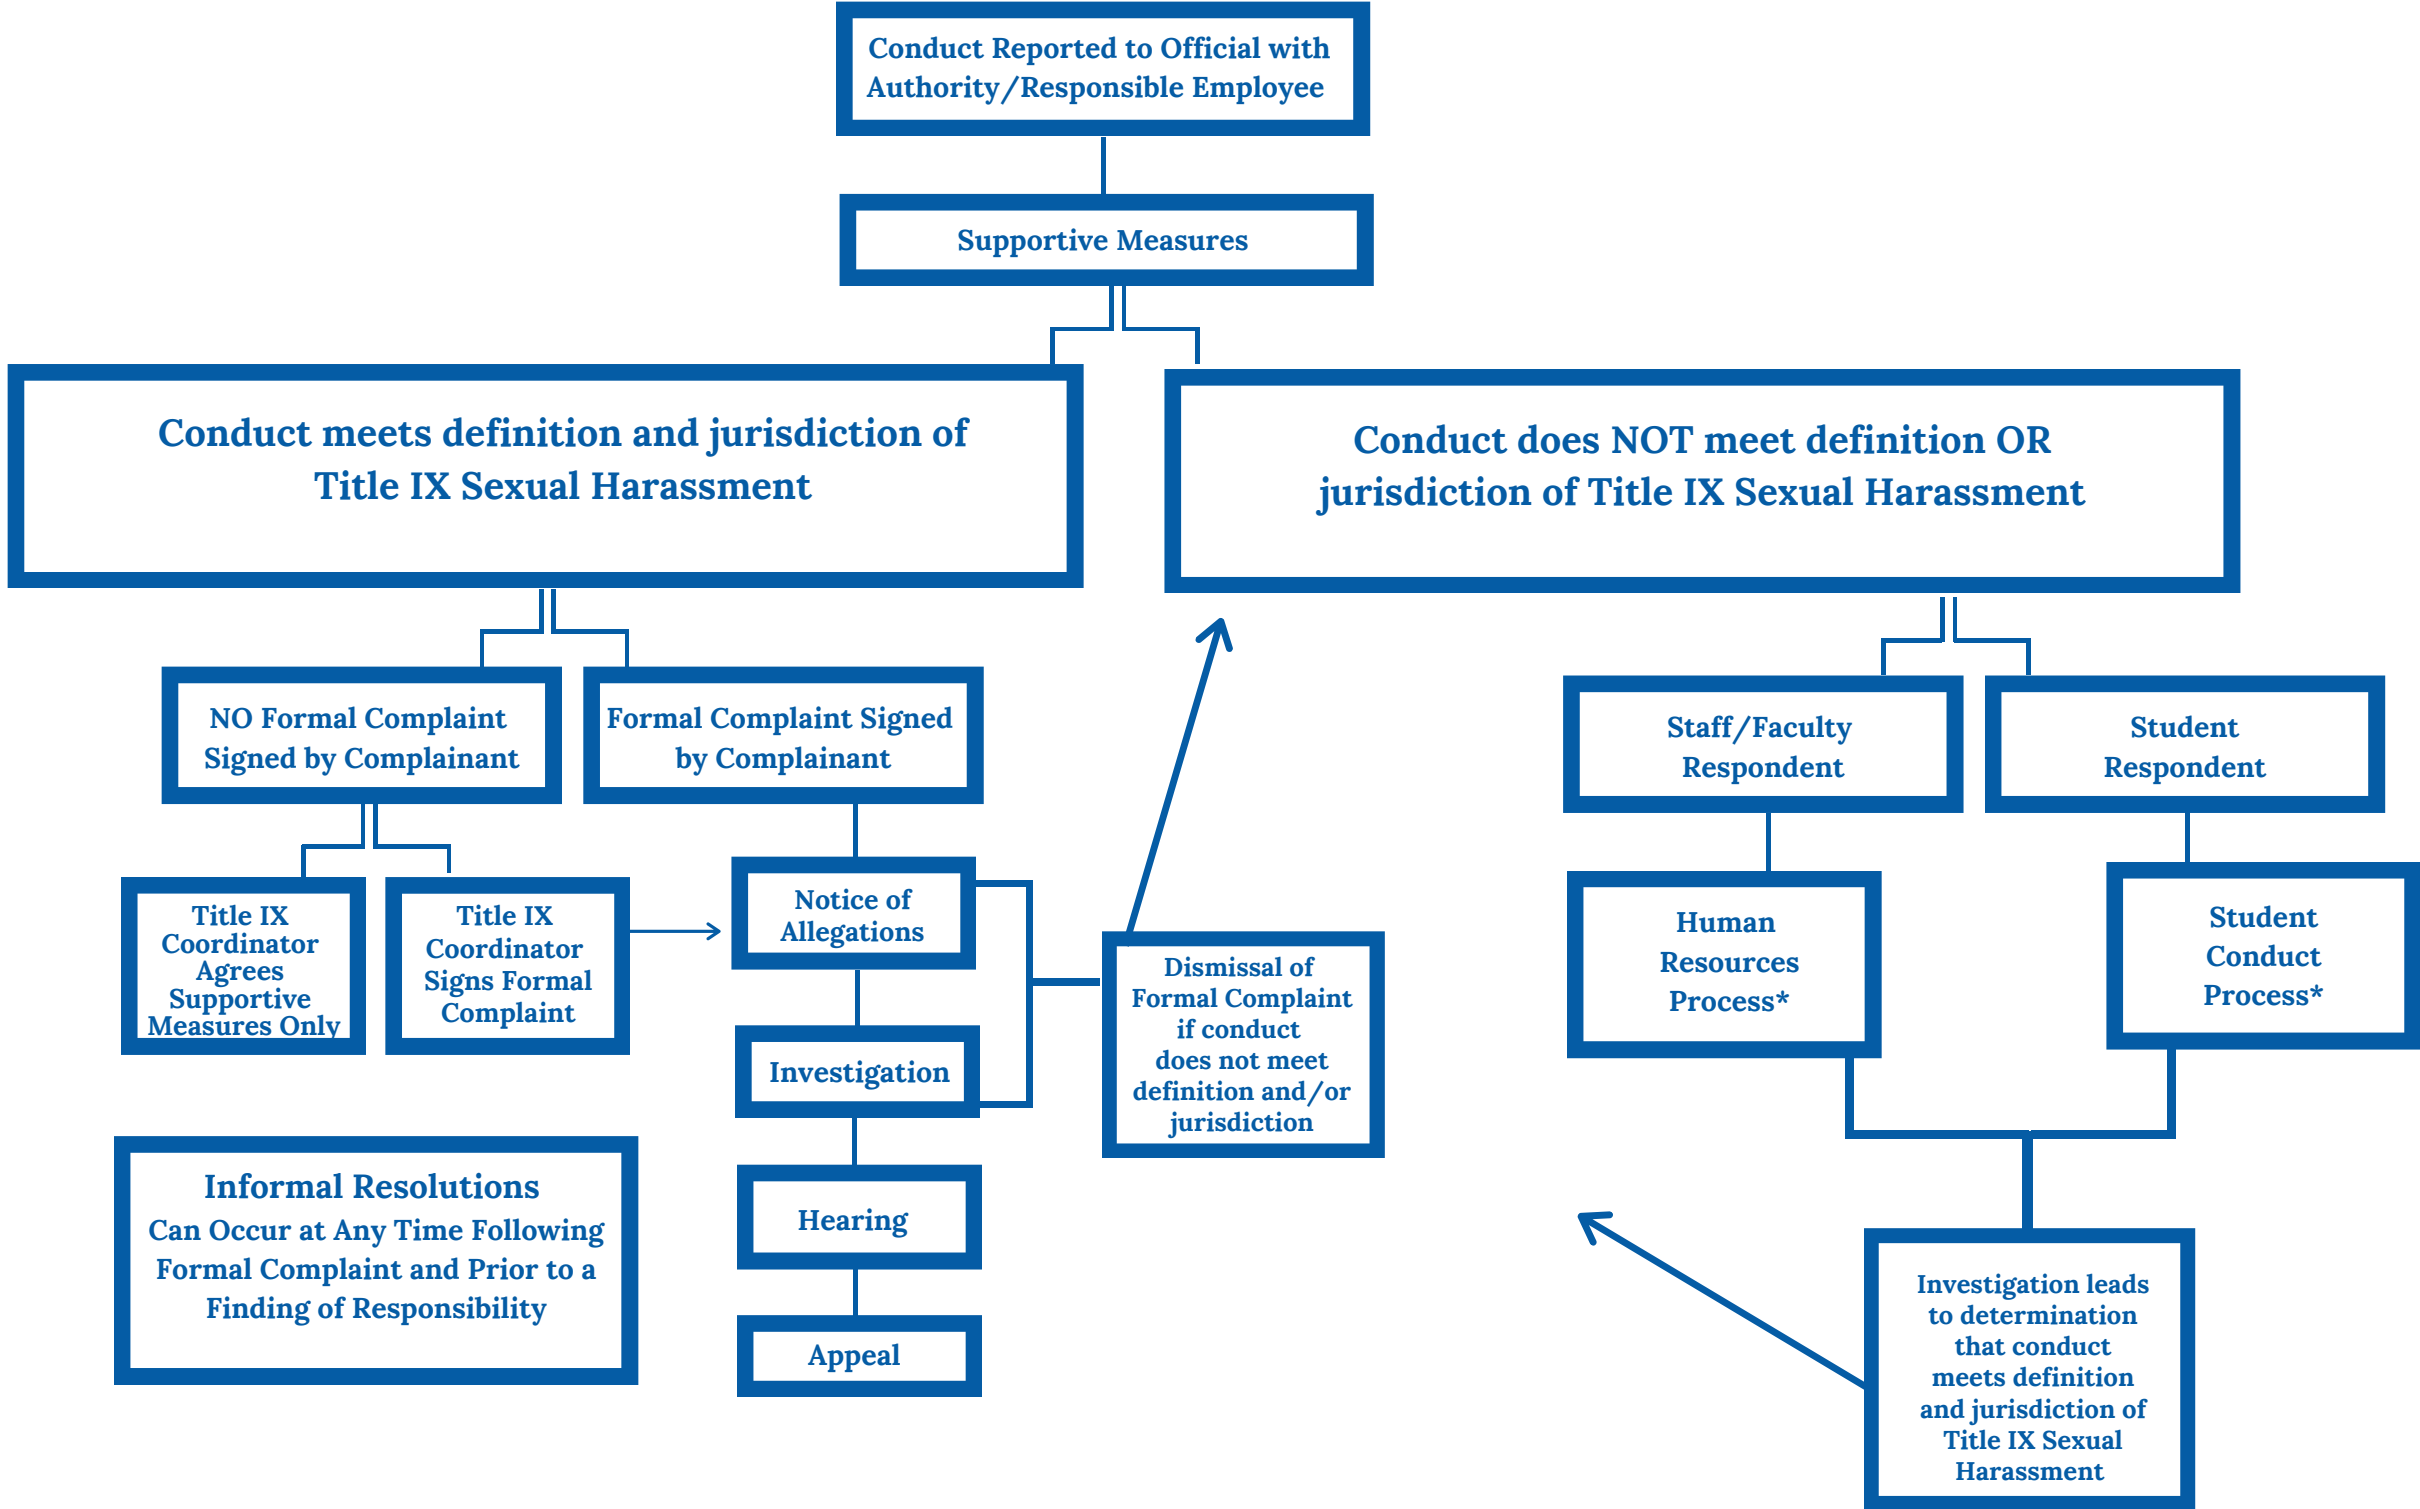 Conduct Reported to Official with
Authority/Responsible Employee
Supportive Measures
Conduct meets definition and jurisdiction of
Title IX Sexual Harassment
Conduct does NOT meet definition OR
jurisdiction of Title IX Sexual Harassment
NO Formal Complaint
Signed by Complainant
Formal Complaint Signed
by Complainant
Staff/Faculty
Respondent
Student
Respondent
Title IX
Coordinator
Agrees
Supportive
Measures Only
Title IX
Coordinator
Signs Formal
Complaint
Notice of
Allegations
Investigation
Hearing
Appeal
Dismissal of
Formal Complaint
if conduct
does not meet
definition and/or
jurisdiction
Human
Resources
Process*
Student
Conduct
Process*
Informal Resolutions
Can Occur at Any Time Following
Formal Complaint and Prior to a
Finding of Responsibility
Investigation leads
to determination
that conduct
meets definition
and jurisdiction of
Title IX Sexual
Harassment